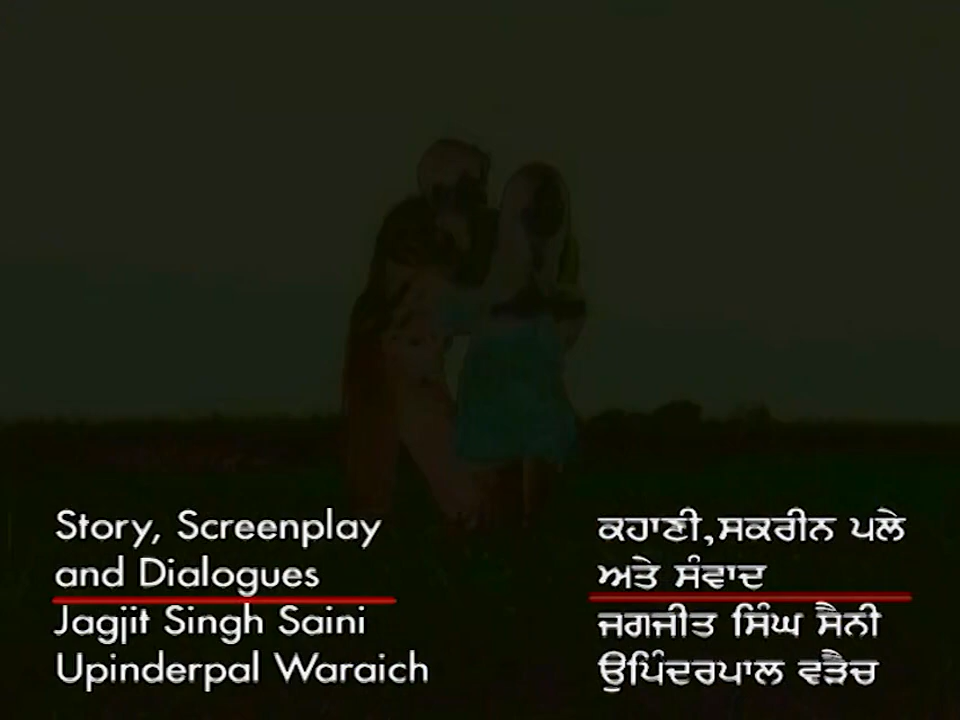 Story, Screenplay
and Dialogues
Jagjit Singh Saini
Upinderpal Waraich
ਕਹਾਣੀ,ਸਕਰੀਨ ਪਲੇ
ਅਤੇ ਸੰਵਾਦ
ਜਗਜੀਤ ਸਿੰਘ ਸੈਨੀ
ਉਪਿੰਦਰਪਾਲ ਵੜੈਚ